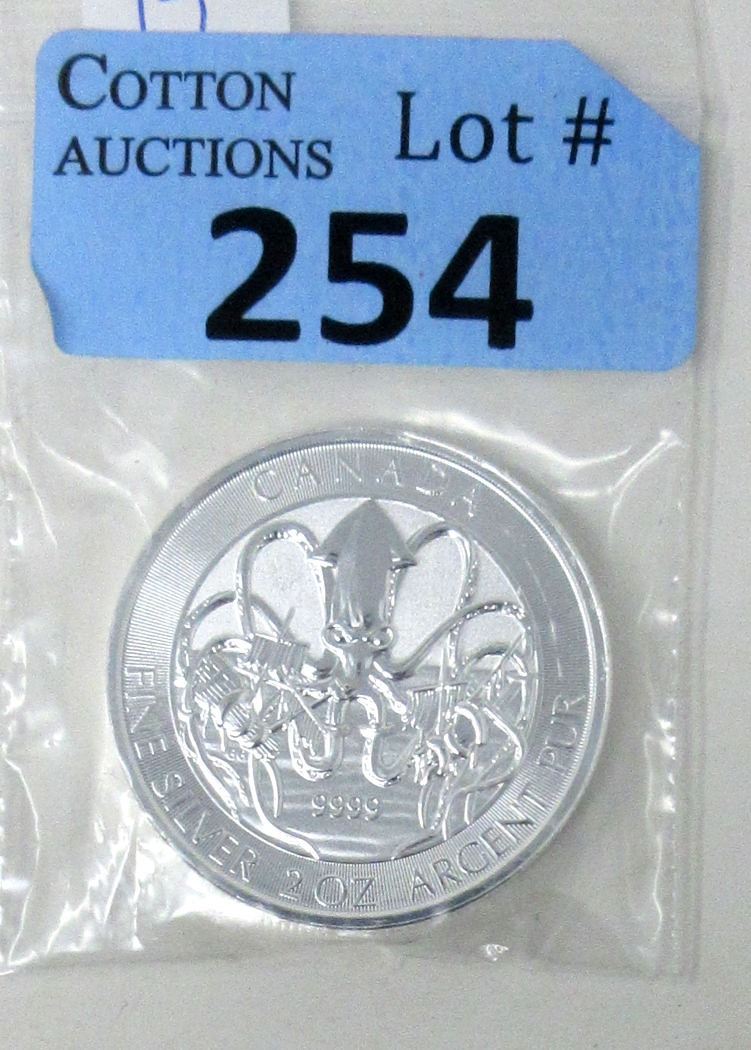 COTTON
AUCTIONS
Lot #
254
CANADA
9999
FINE SILVER 2 OZ ARGENT PUR